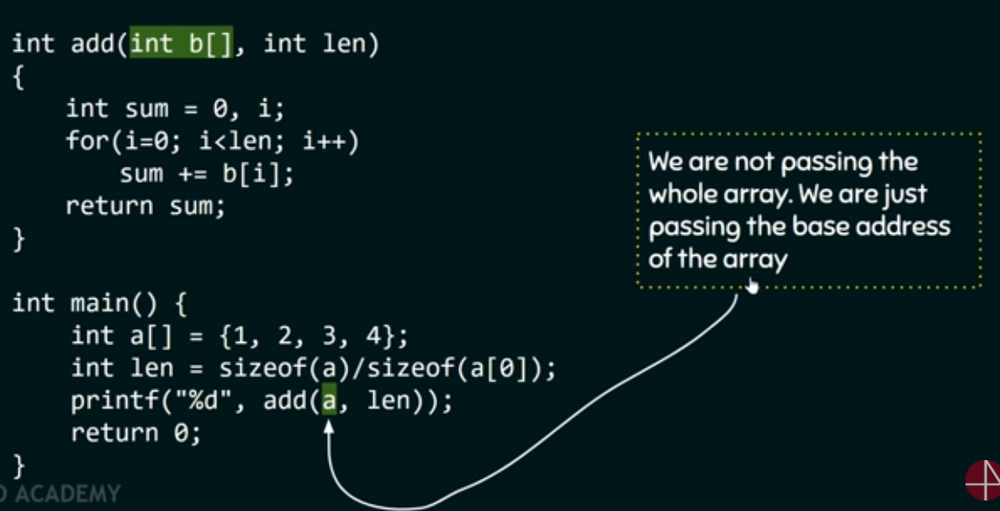 int add(int b[], int len)
{
    int sum = 0, i;
    for(i=0; i<len; i++)
        sum += b[i];
    return sum;
}
We are not passing the
whole array. We are just
passing the base address
of the array
int main() {
    int a[] = {1, 2, 3, 4};
    int len = sizeof(a)/sizeof(a[0]);
    printf("%d", add(a, len));
    return 0;
}
ACADEMY